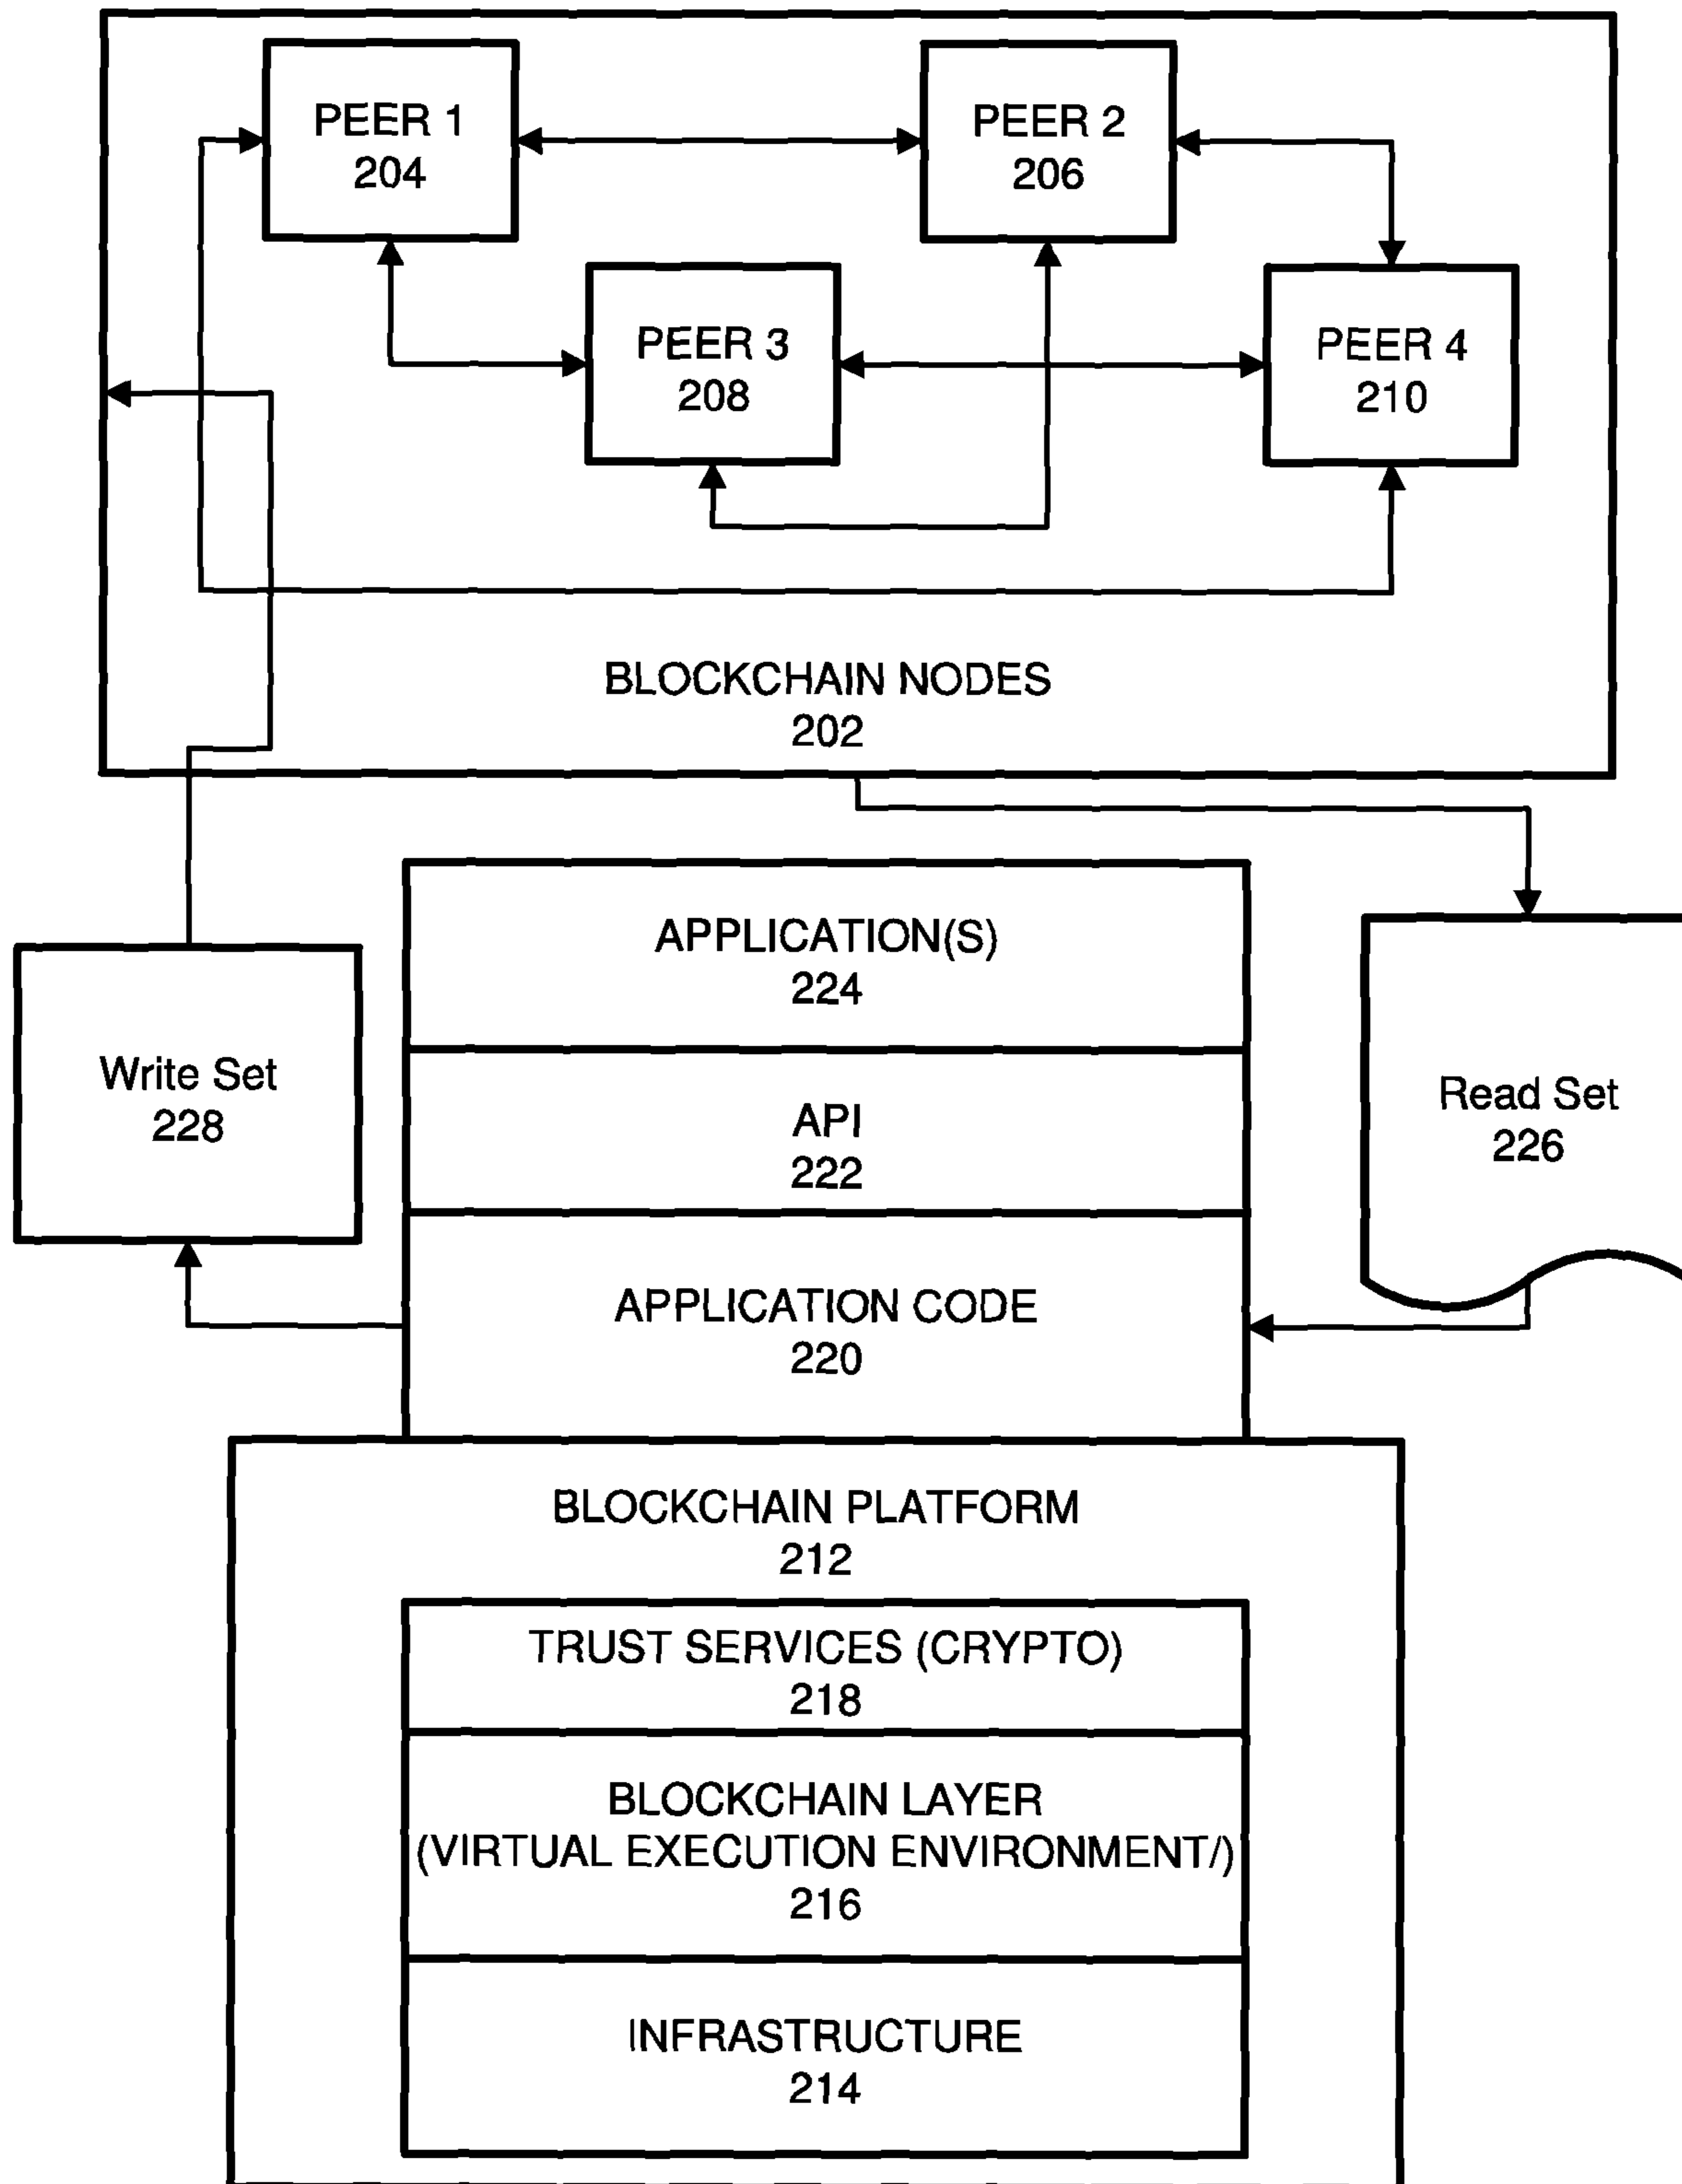 PEER 1
204
PEER 2
206
PEER 3
208
PEER 4
210
BLOCKCHAIN NODES
202
APPLICATION(S)
224
Write Set
228
API
222
Read Set
226
APPLICATION CODE
220
BLOCKCHAIN PLATFORM
212
TRUST SERVICES (CRYPTO)
218
BLOCKCHAIN LAYER
(VIRTUAL EXECUTION ENVIRONMENT/)
216
INFRASTRUCTURE
214